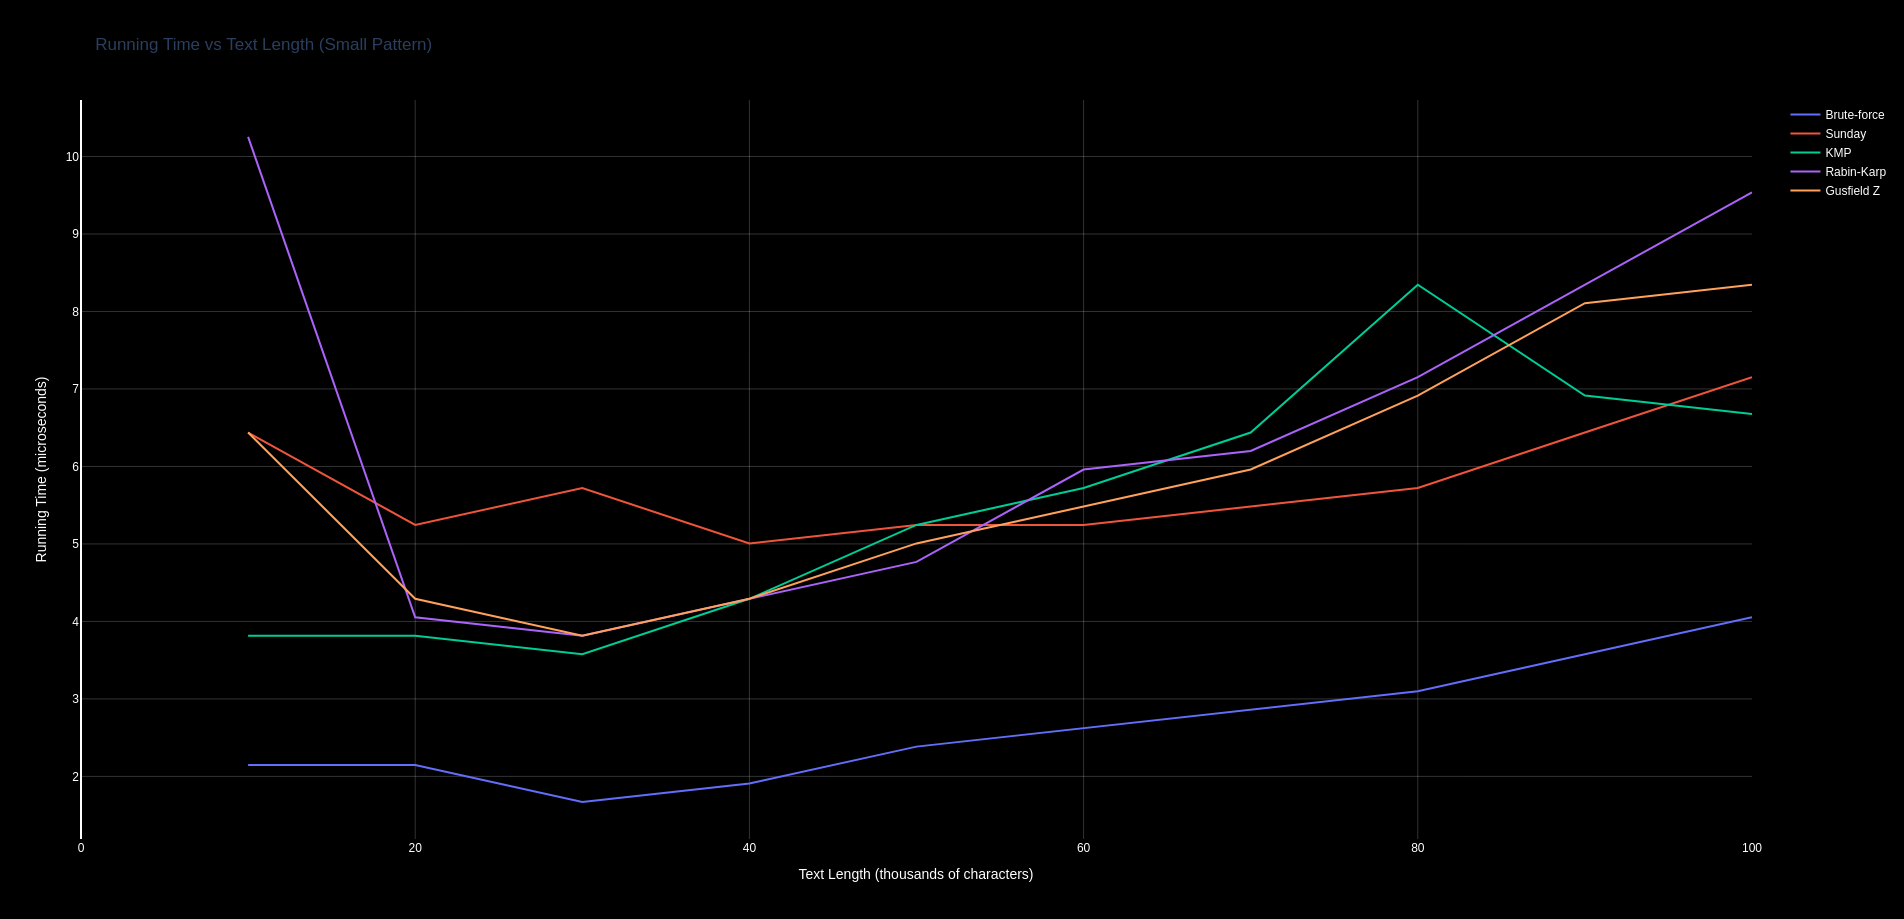 Running Time vs Text Length (Small Pattern)
Brute-force
Sunday
KMP
Rabin-Karp
Gusfield Z
10
9
8
7
6
5
4
3
2
Running Time (microseconds)
0
20
40
60
80
100
Text Length (thousands of characters)